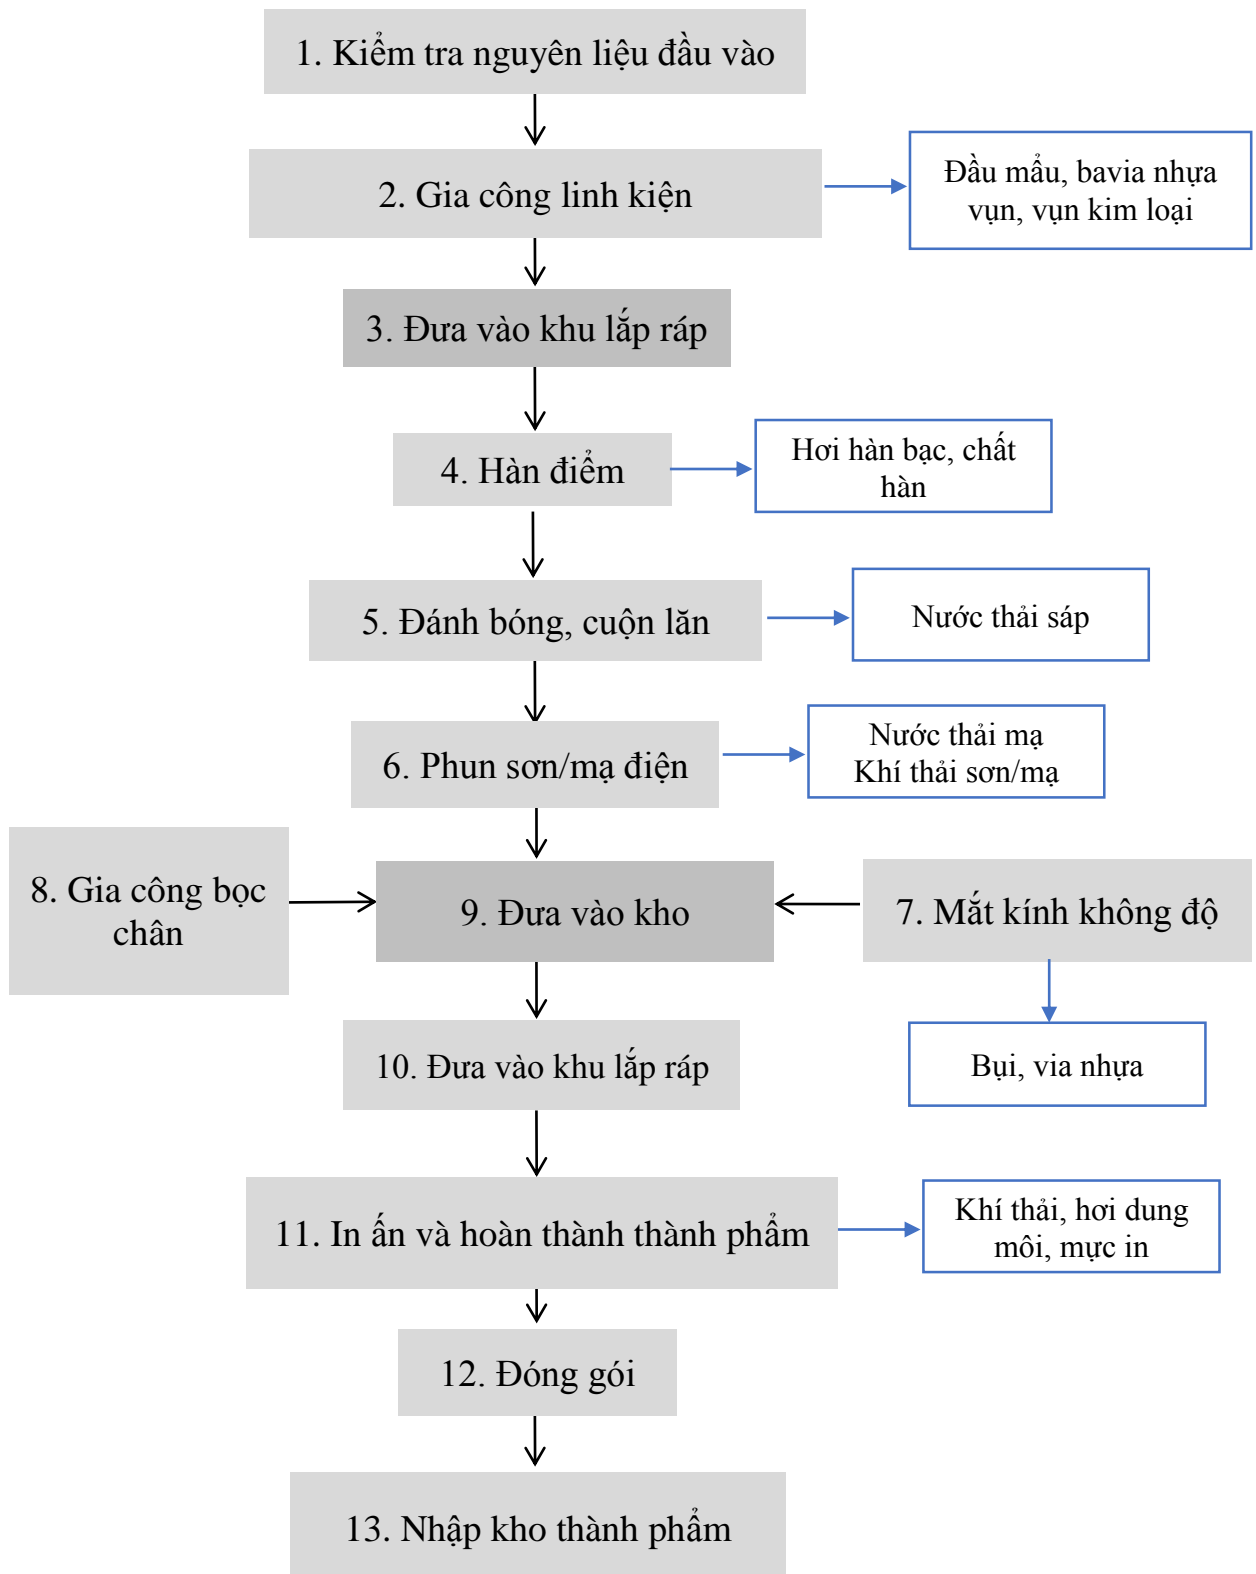 1. Kiểm tra nguyên liệu đầu vào
2. Gia công linh kiện
Đầu mẩu, bavia nhựa
vụn, vụn kim loại
3. Đưa vào khu lắp ráp
4. Hàn điểm
Hơi hàn bạc, chất
hàn
5. Đánh bóng, cuộn lăn
Nước thải sáp
6. Phun sơn/mạ điện
Nước thải mạ
Khí thải sơn/mạ
8. Gia công bọc
chân
9. Đưa vào kho
7. Mắt kính không độ
10. Đưa vào khu lắp ráp
Bụi, via nhựa
11. In ấn và hoàn thành thành phẩm
Khí thải, hơi dung
môi, mực in
12. Đóng gói
13. Nhập kho thành phẩm